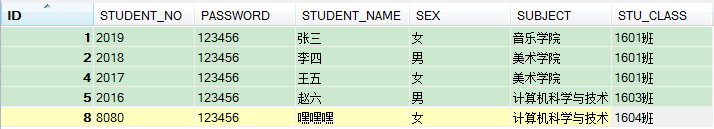 ID STUDENT_NO PASSWORD STUDENT_NAME SEX SUBJECT STU_CLASS
1 2019 123456 张三 女 音乐学院 1601班
2 2018 123456 李四 男 美术学院 1601班
4 2017 123456 王五 女 美术学院 1601班
5 2016 123456 赵六 男 计算机科学与技术 1603班
8 8080 123456 嘿嘿嘿 女 计算机科学与技术 1604班